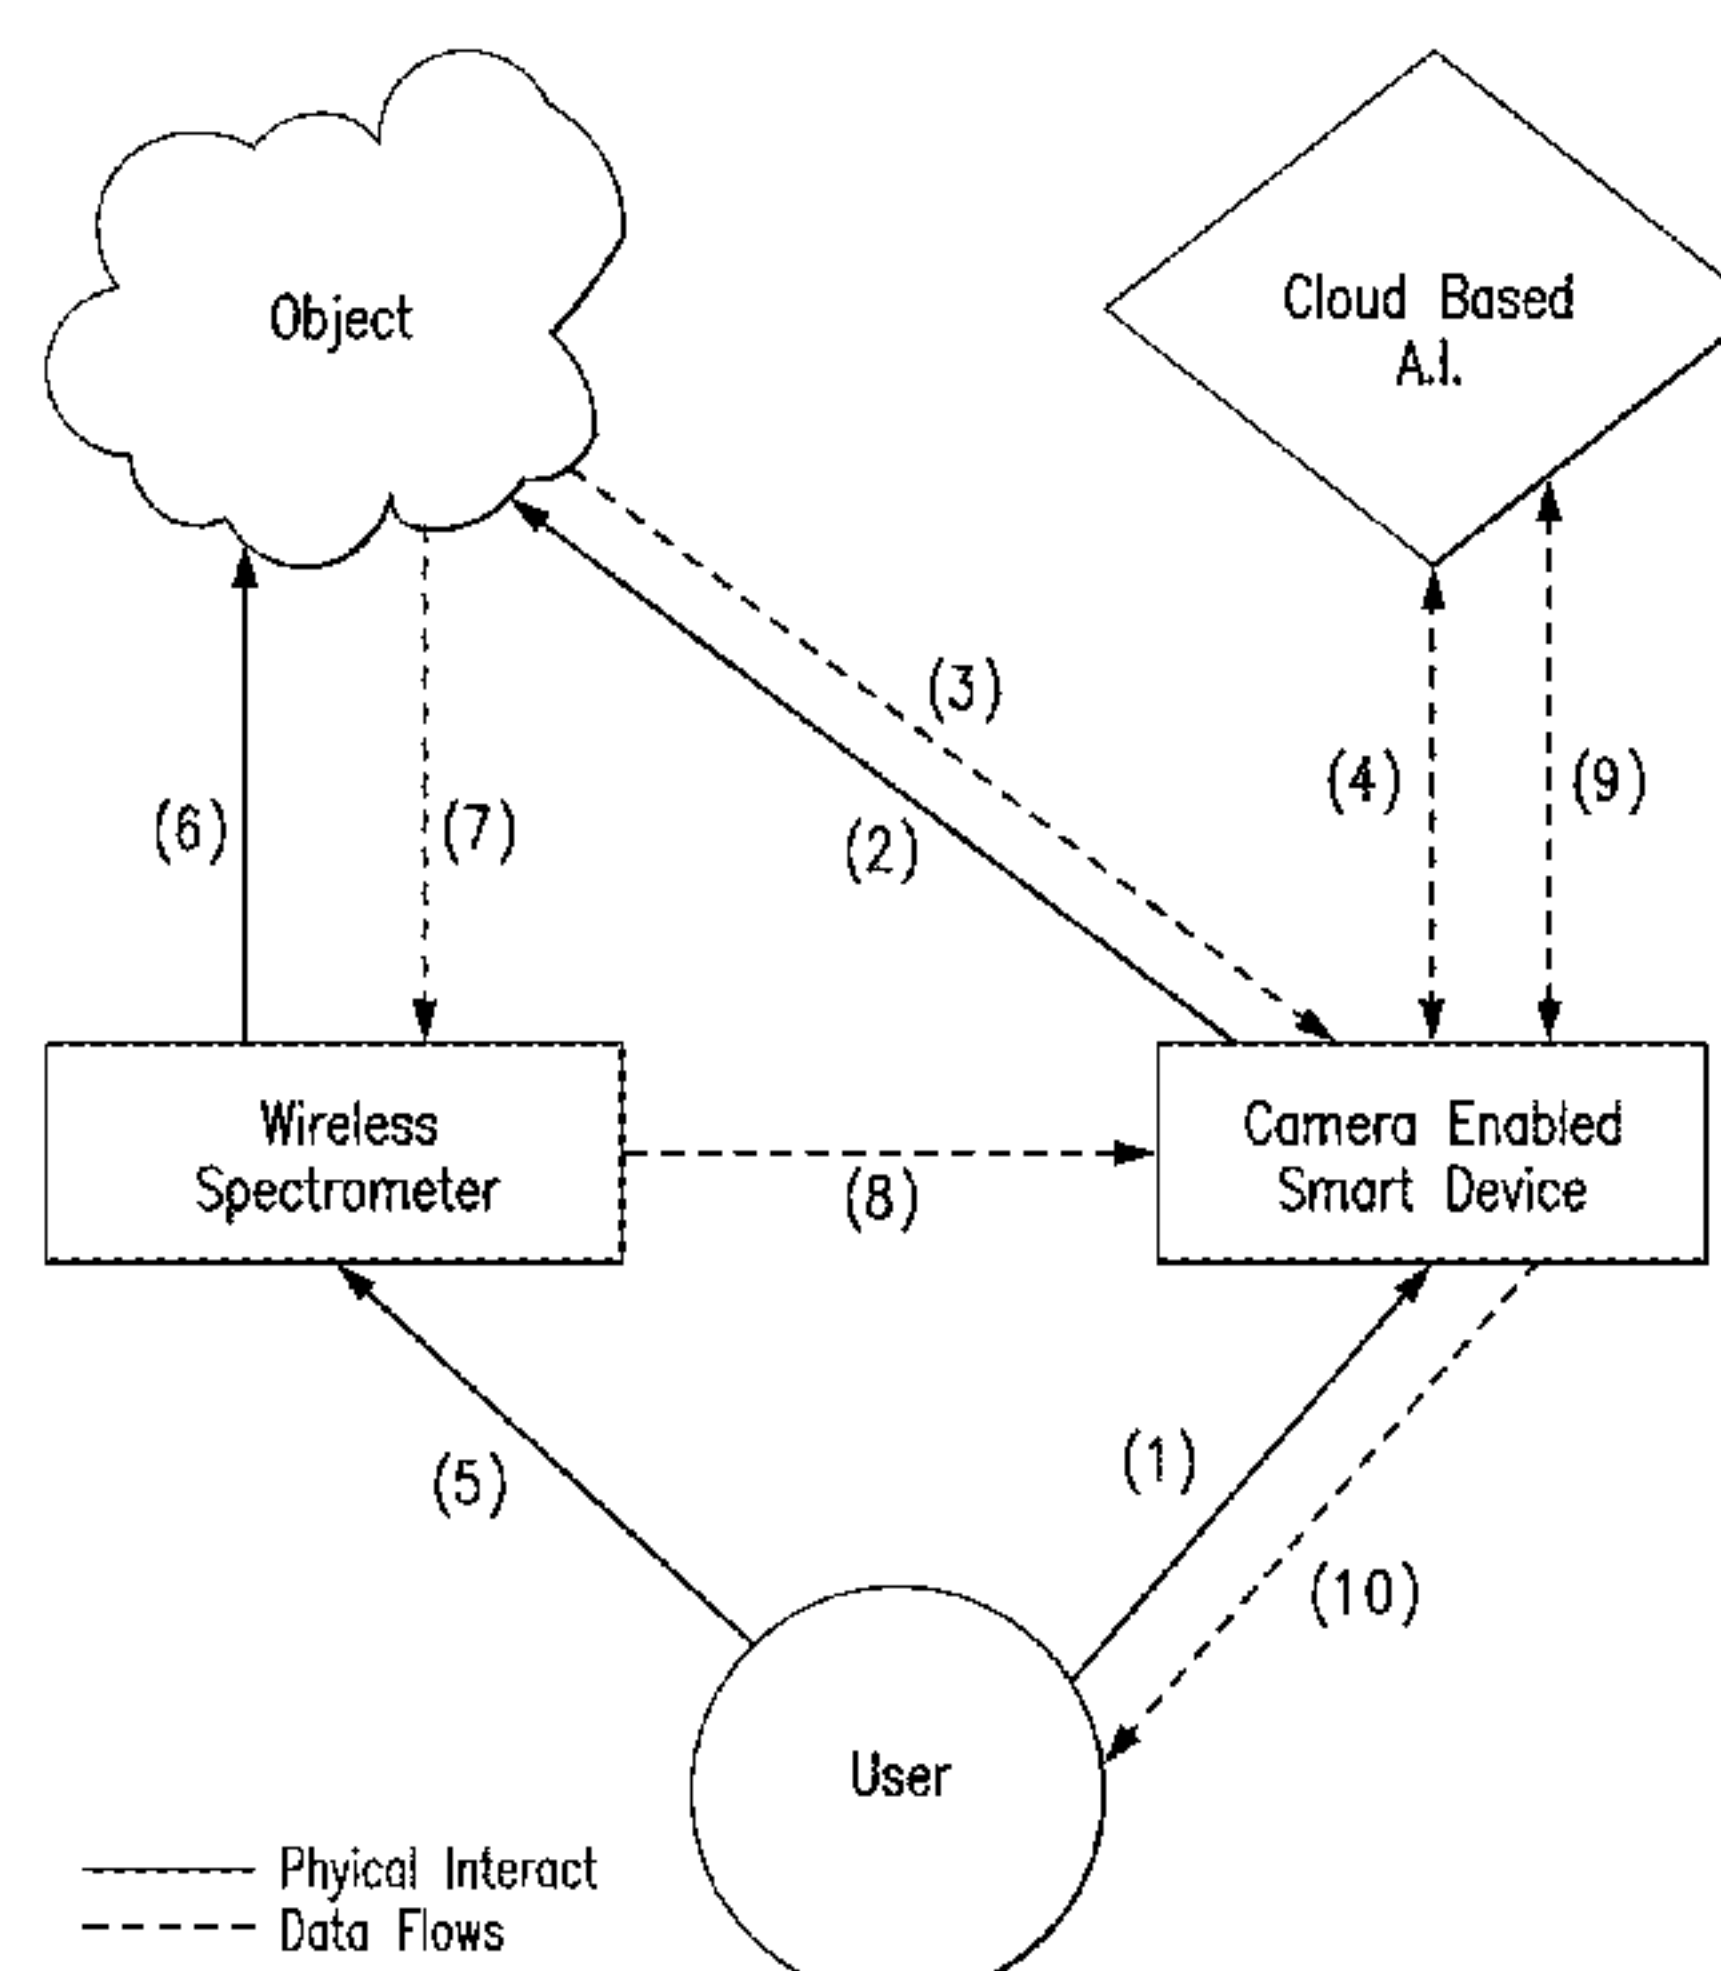 Object
Cloud Based
A.I.
(3)
(4)
(9)
(6)
(7)
(2)
Wireless
Spectrometer
(8)
Camera Enabled
Smart Device
(5)
(1)
(10)
User
Phyical Interact
Data Flows